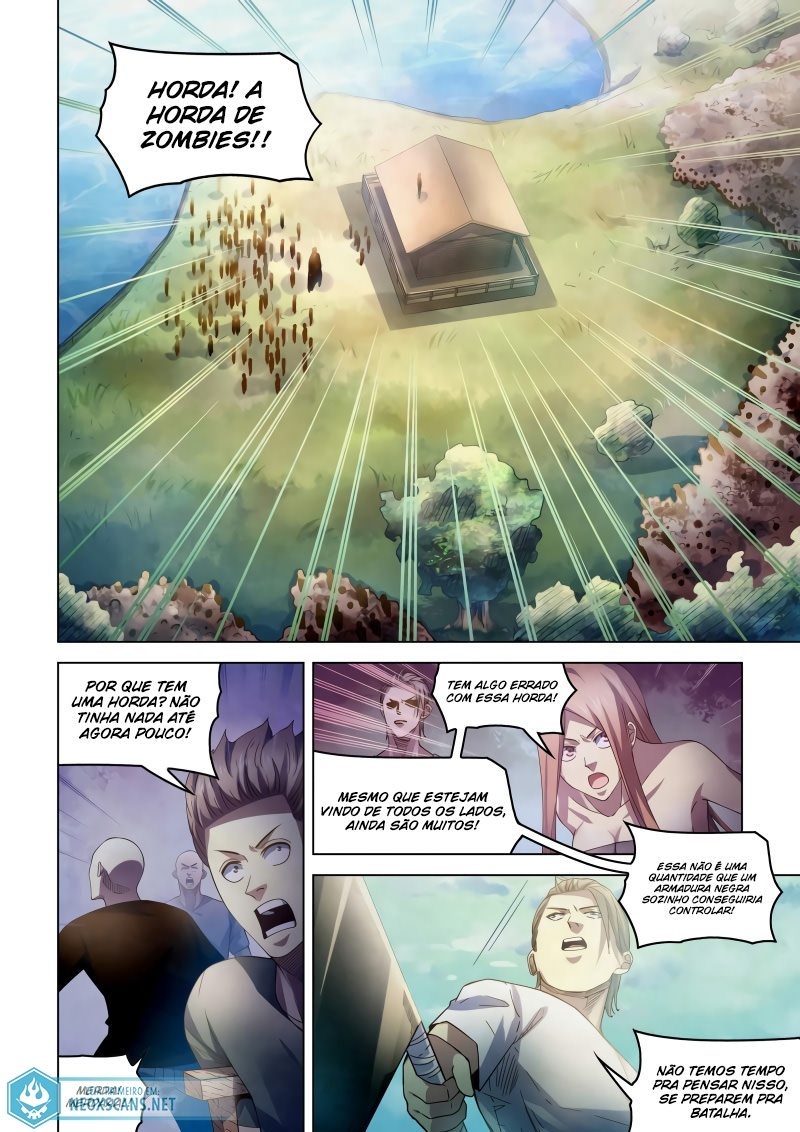 HORDA! A
HORDA DE
ZOMBIES!!
POR QUE TEM
UMA HORDA? NÃO
TINHA NADA ATÉ
AGORA POUCO!
TEM ALGO ERRADO
COM ESSA HORDA!
MESMO QUE ESTEJAM
VINDO DE TODOS OS LADOS,
AINDA SÃO MUITOS!
ESSA NÃO É UMA
QUANTIDADE QUE UM
ARMADURA NEGRA
SOZINHO CONSEGUIRIA
CONTROLAR!
NÃO TEMOS TEMPO
PRA PENSAR NISSO,
SE PREPAREM PRA
BATALHA.
MERDA!
NEOXSCANS.NET